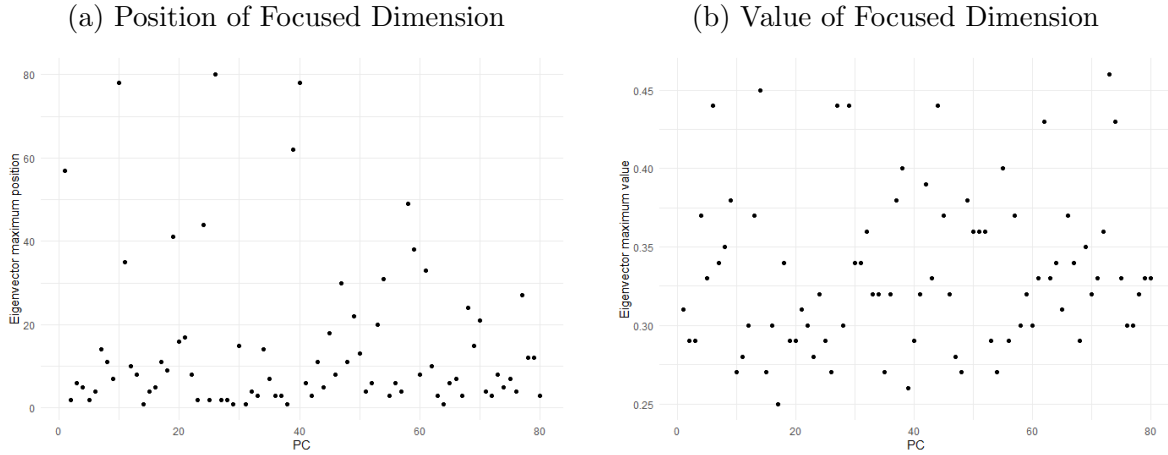 (a) Position of Focused Dimension
80
60
40
20
0
Eigenvector maximum position
0 20 40 60 80
PC
(b) Value of Focused Dimension
0.45
0.40
0.35
0.30
0.25
Eigenvector maximum value
0 20 40 60 80
PC